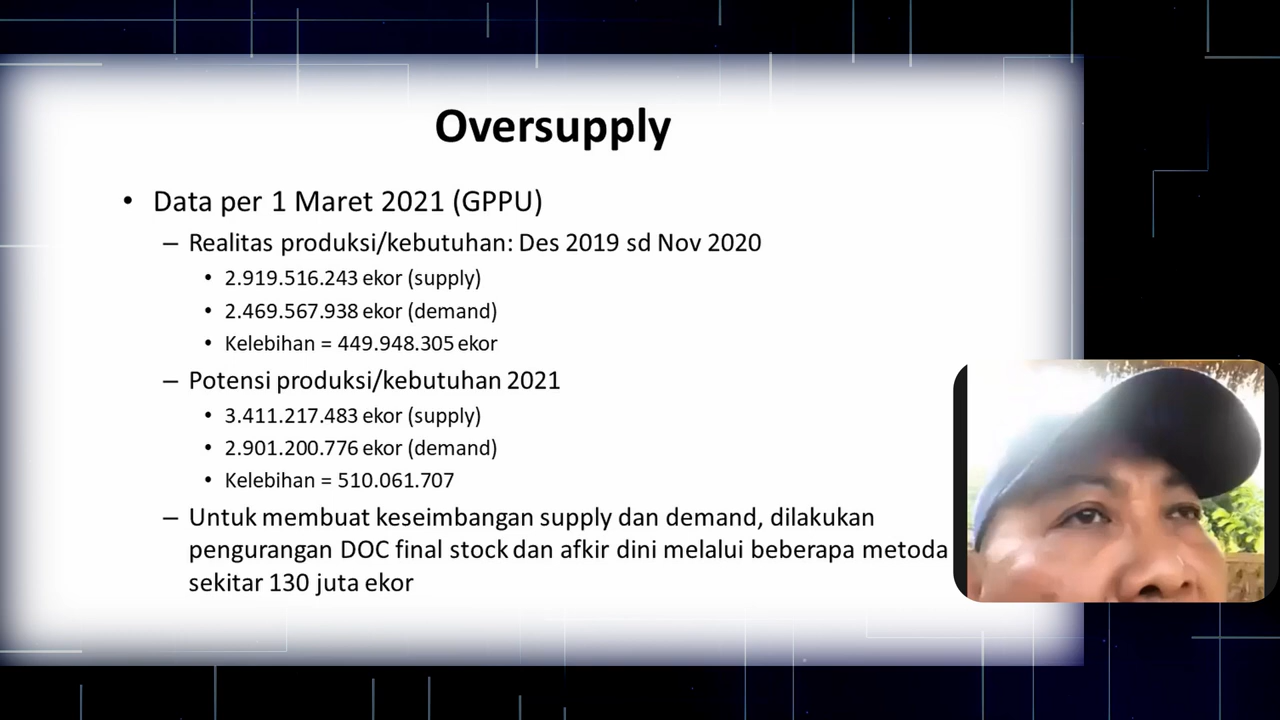 Oversupply
• Data per 1 Maret 2021 (GPPU)
– Realitas produksi/kebutuhan: Des 2019 sd Nov 2020
• 2.919.516.243 ekor (supply)
• 2.469.567.938 ekor (demand)
• Kelebihan = 449.948.305 ekor
– Potensi produksi/kebutuhan 2021
• 3.411.217.483 ekor (supply)
• 2.901.200.776 ekor (demand)
• Kelebihan = 510.061.707
– Untuk membuat keseimbangan supply dan demand, dilakukan
pengurangan DOC final stock dan afkir dini melalui beberapa metoda
sekitar 130 juta ekor